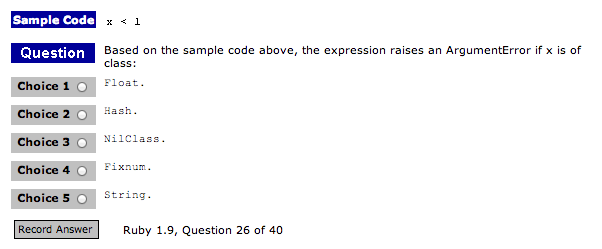 Sample Code x < 1
Question Based on the sample code above, the expression raises an ArgumentError if x is of
class:
Choice 1 Float.
Choice 2 Hash.
Choice 3 NilClass.
Choice 4 Fixnum.
Choice 5 String.
Record Answer Ruby 1.9, Question 26 of 40